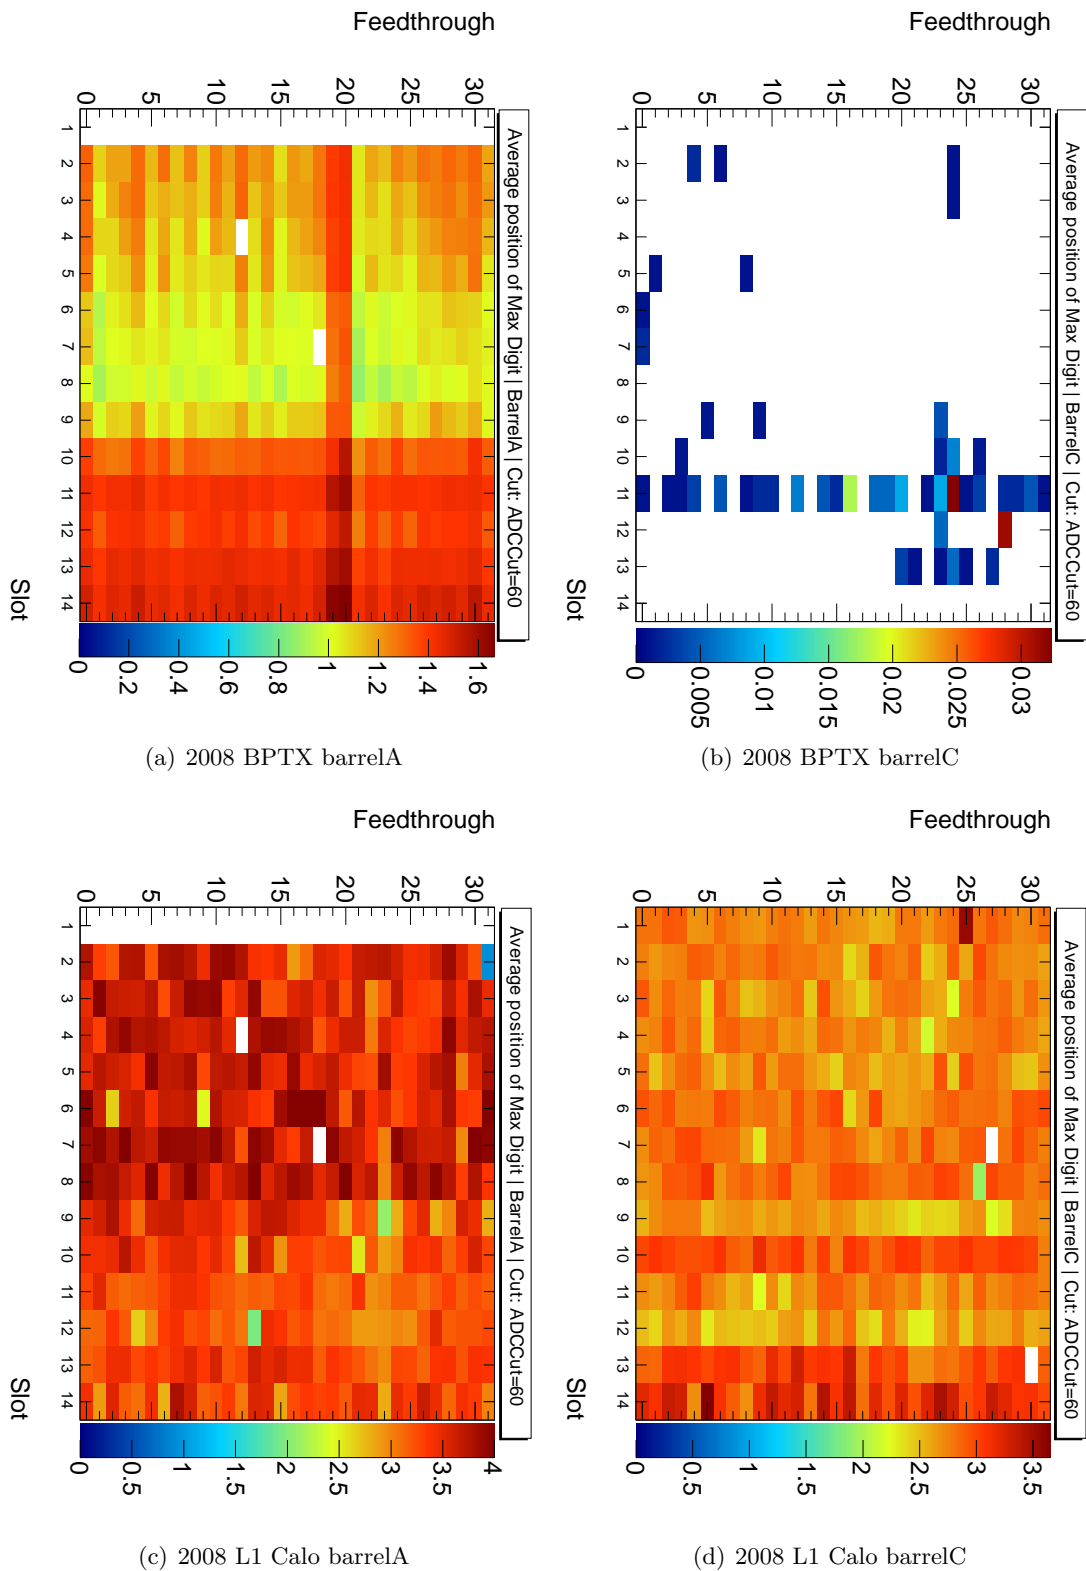 Feedthrough
0 5 10 15 20 25 30
Average position of Max Digit | BarrelA | Cut: ADCCut=60
1 2 3 4 5 6 7 8 9 10 11 12 13 14
Slot
0 0.2 0.4 0.6 0.8 1 1.2 1.4 1.6
(a) 2008 BPTX barrelA
Feedthrough
0 5 10 15 20 25 30
Average position of Max Digit | BarrelC | Cut: ADCCut=60
1 2 3 4 5 6 7 8 9 10 11 12 13 14
Slot
0 0.005 0.01 0.015 0.02 0.025 0.03
(b) 2008 BPTX barrelC
Feedthrough
0 5 10 15 20 25 30
Average position of Max Digit | BarrelA | Cut: ADCCut=60
1 2 3 4 5 6 7 8 9 10 11 12 13 14
Slot
0 0.5 1 1.5 2 2.5 3 3.5 4
(c) 2008 L1 Calo barrelA
Feedthrough
0 5 10 15 20 25 30
Average position of Max Digit | BarrelC | Cut: ADCCut=60
1 2 3 4 5 6 7 8 9 10 11 12 13 14
Slot
0 0.5 1 1.5 2 2.5 3 3.5
(d) 2008 L1 Calo barrelC